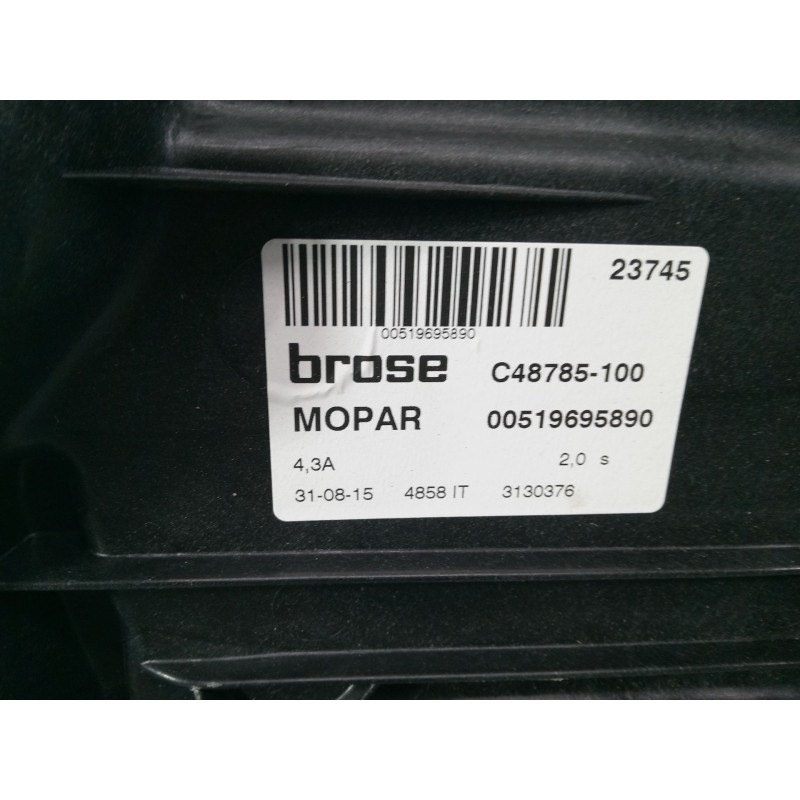 23745
00519695890
brose C48785-100
MOPAR 00519695890
4,3A 2,0 s
31-08-15 4858 IT 3130376